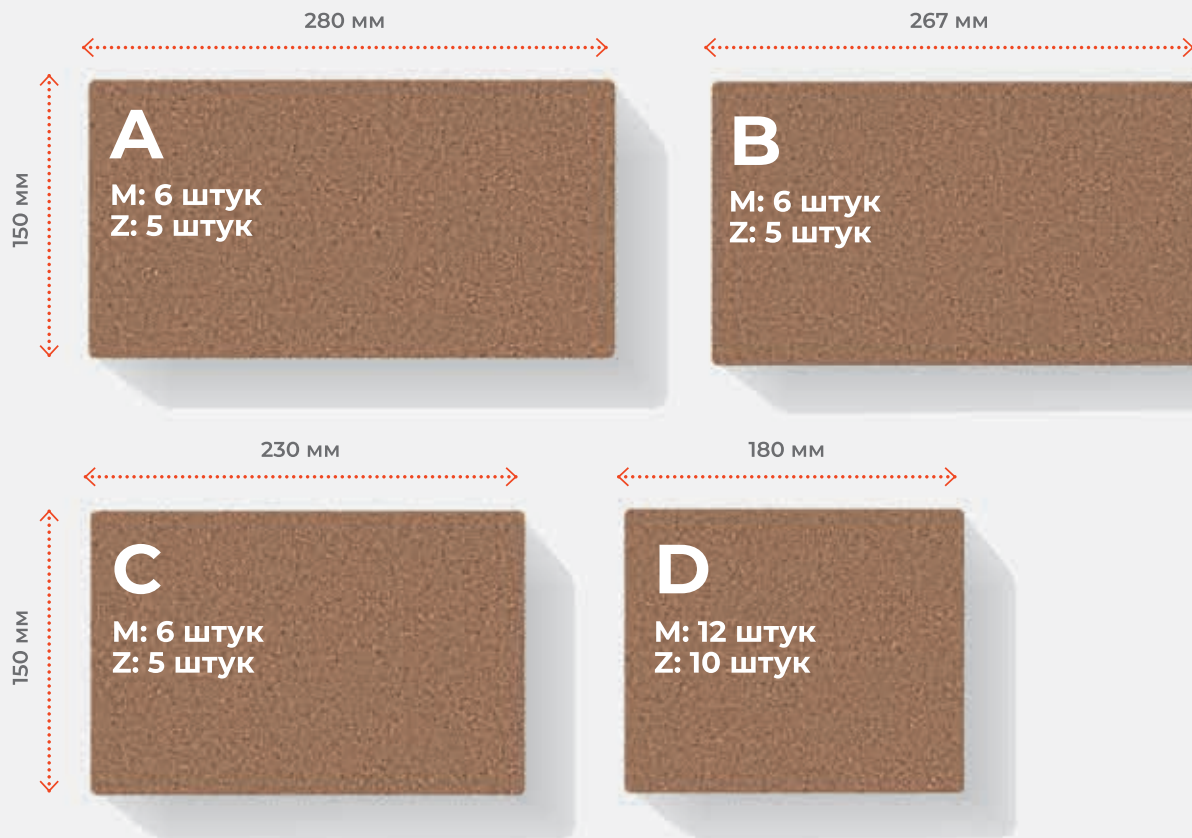 280 мм
267 мм
150 мм
A
M: 6 штук
Z: 5 штук
B
M: 6 штук
Z: 5 штук
230 мм
180 мм
150 мм
C
M: 6 штук
Z: 5 штук
D
M: 12 штук
Z: 10 штук